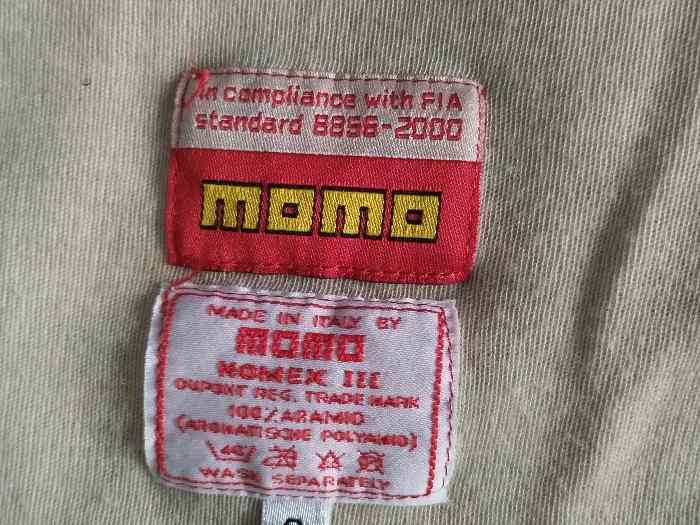 In compliance with FIA
standard 8856-2000
momo
MADE IN ITALY BY
momo
NOMEX III
DUPONT REG. TRADE MARK
100% ARAMID
(AROMATISCHE POLYAMID)
40
WASH SEPARATELY